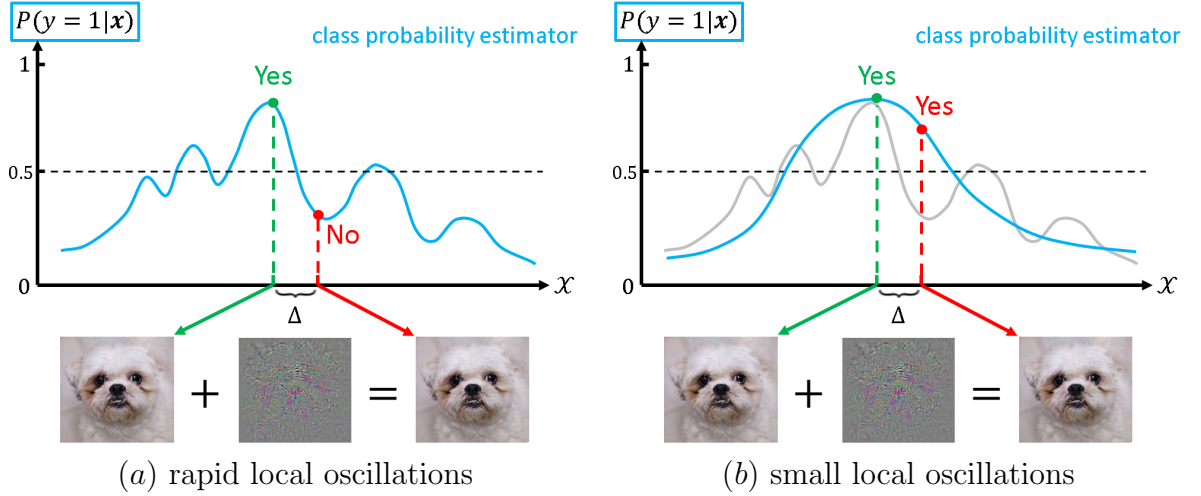 P(y = 1|x)
class probability estimator
1
Yes
0.5
No
0
𝒳
Δ
+ =
(a) rapid local oscillations
P(y = 1|x)
class probability estimator
1
Yes
Yes
0.5
0
𝒳
Δ
+ =
(b) small local oscillations